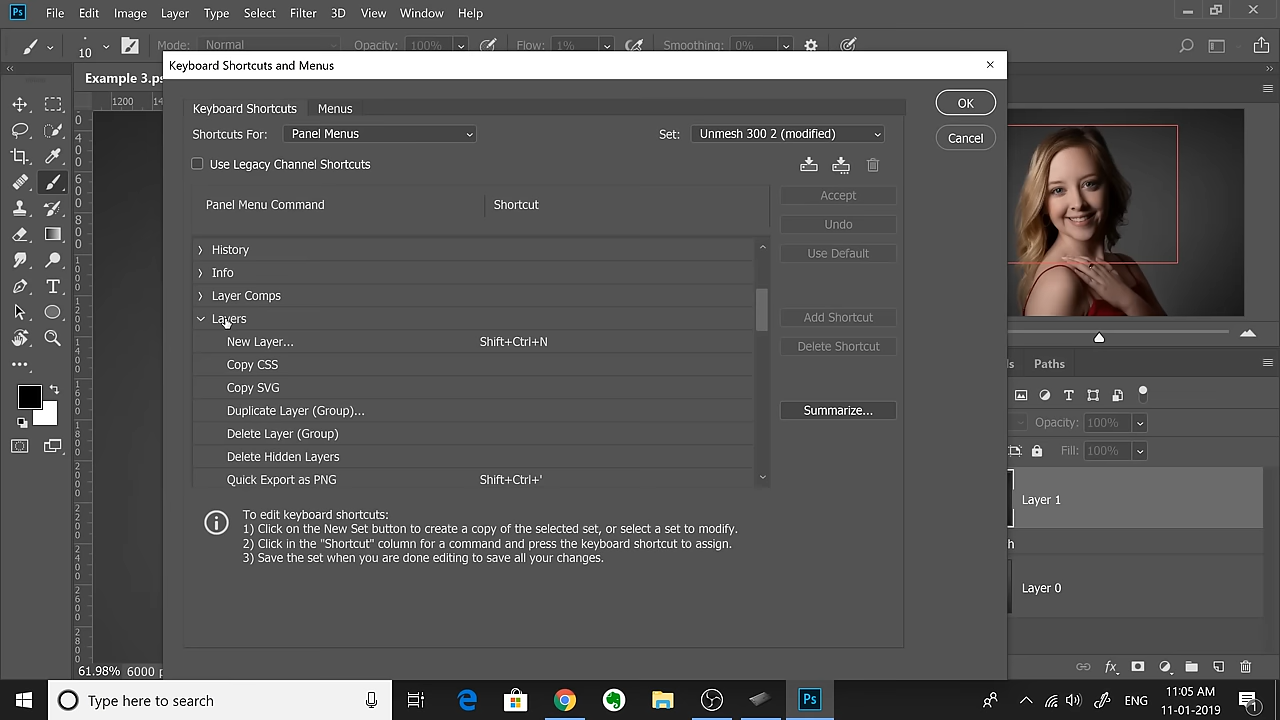 Ps File Edit Image Layer Type Select Filter 3D View Window Help
10 Mode: Normal Opacity: 100% Flow: 1% Smoothing: 0%
Keyboard Shortcuts and Menus
Example 3.ps
1200
Keyboard Shortcuts Menus
OK
Shortcuts For: Panel Menus Set: Unmesh 300 2 (modified)
Cancel
Use Legacy Channel Shortcuts
Panel Menu Command Shortcut
Accept
Undo
History
Use Default
Info
Layer Comps
Layers
Add Shortcut
New Layer... Shift+Ctrl+N
Delete Shortcut
Copy CSS
Paths
Copy SVG
Duplicate Layer (Group)...
Summarize...
Opacity: 100%
Delete Layer (Group)
Fill: 100%
Delete Hidden Layers
Quick Export as PNG Shift+Ctrl+'
Layer 1
To edit keyboard shortcuts:
1) Click on the New Set button to create a copy of the selected set, or select a set to modify.
2) Click in the "Shortcut" column for a command and press the keyboard shortcut to assign.
3) Save the set when you are done editing to save all your changes.
Layer 0
61.98% 6000 p
Type here to search
Ps
ENG
11:05 AM
11-01-2019